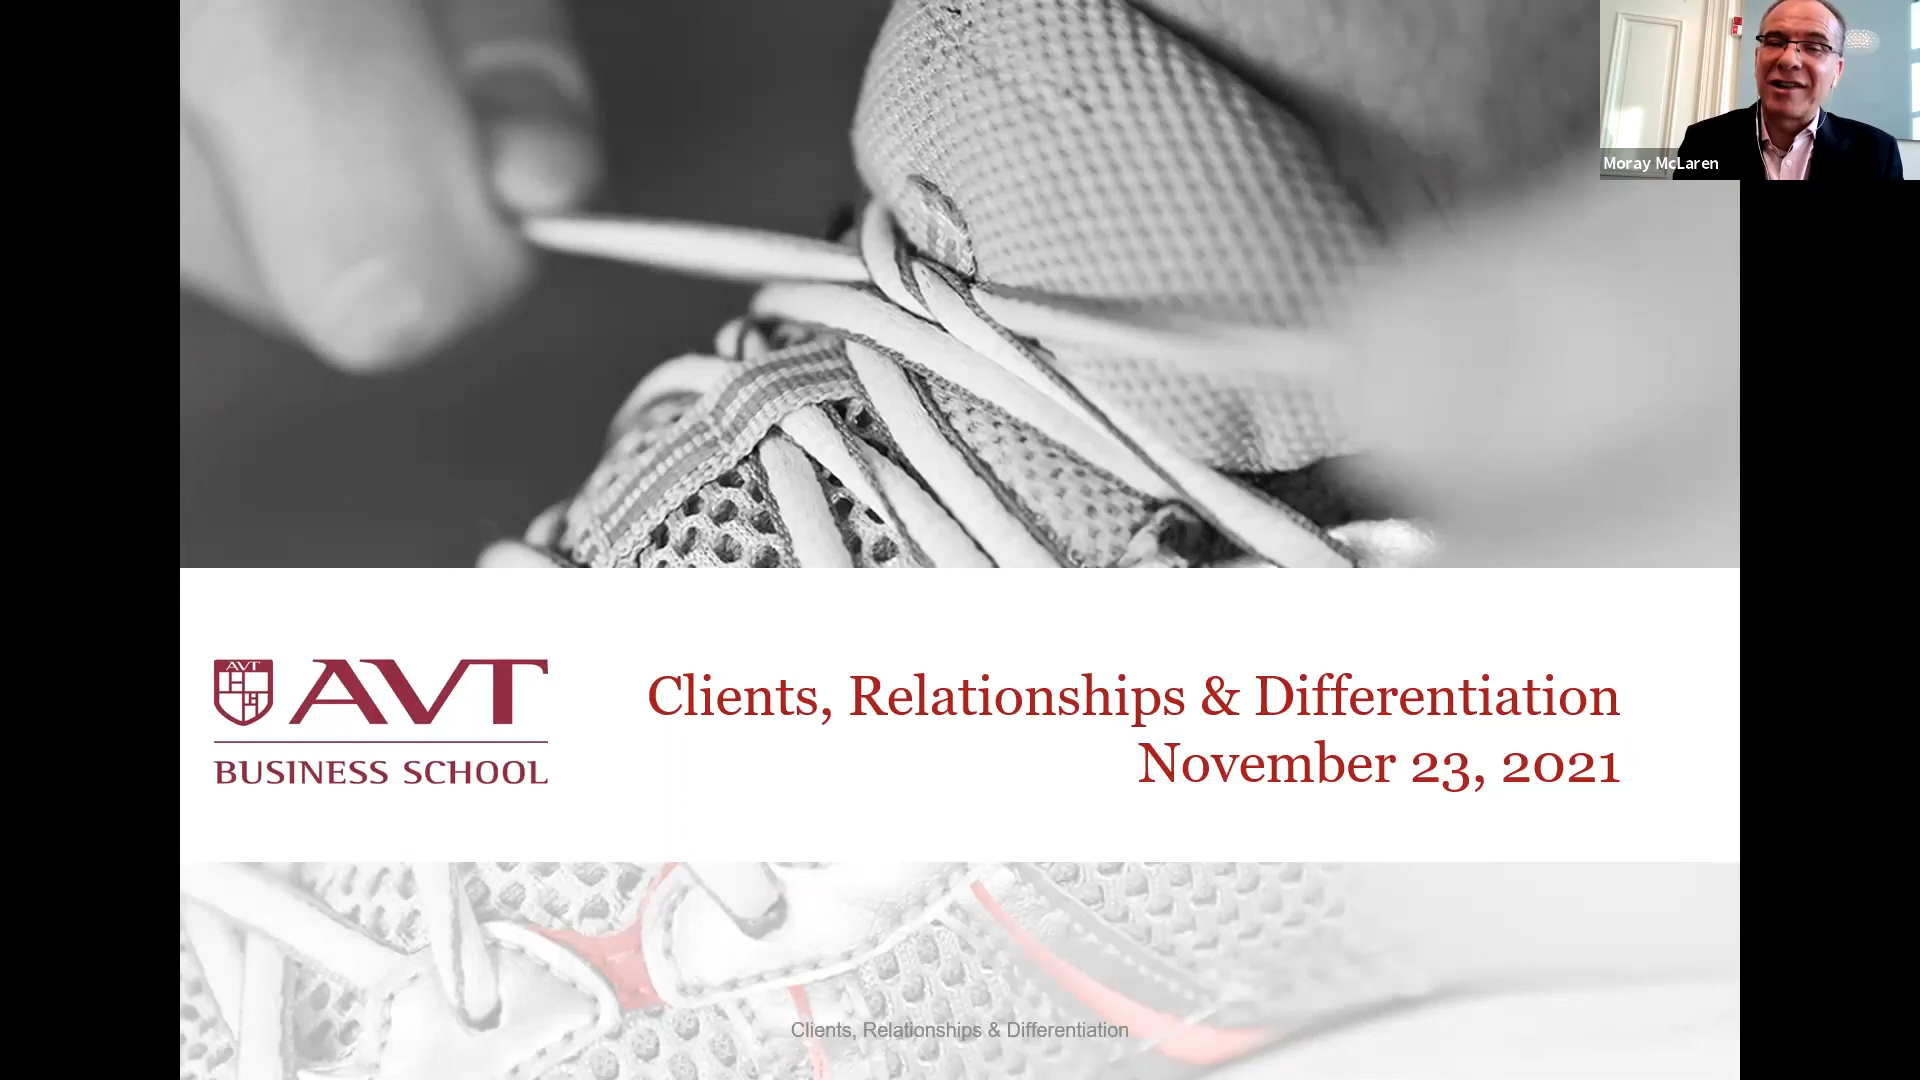 Moray McLaren
AVT
AVT
BUSINESS SCHOOL
Clients, Relationships & Differentiation
November 23, 2021
Clients, Relationships & Differentiation